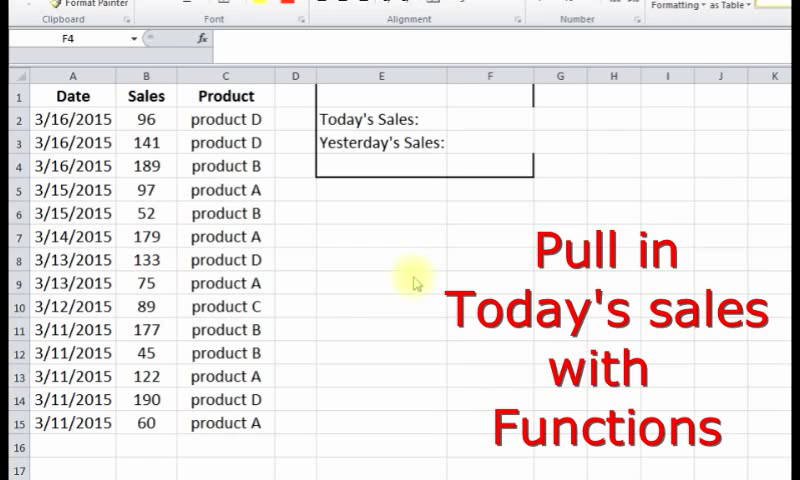 Format Painter
Formatting as Table
Clipboard Font Alignment Number
F4 fx
A B C D E F G H I J K
1 Date Sales Product
2 3/16/2015 96 product D Today's Sales:
3 3/16/2015 141 product D Yesterday's Sales:
4 3/16/2015 189 product B
5 3/15/2015 97 product A
6 3/15/2015 52 product B
7 3/14/2015 179 product A
8 3/13/2015 133 product D
9 3/13/2015 75 product A
10 3/12/2015 89 product C
11 3/11/2015 177 product B
12 3/11/2015 45 product B
13 3/11/2015 122 product A
14 3/11/2015 190 product D
15 3/11/2015 60 product A
16
17
Pull in
Today's sales
with
Functions